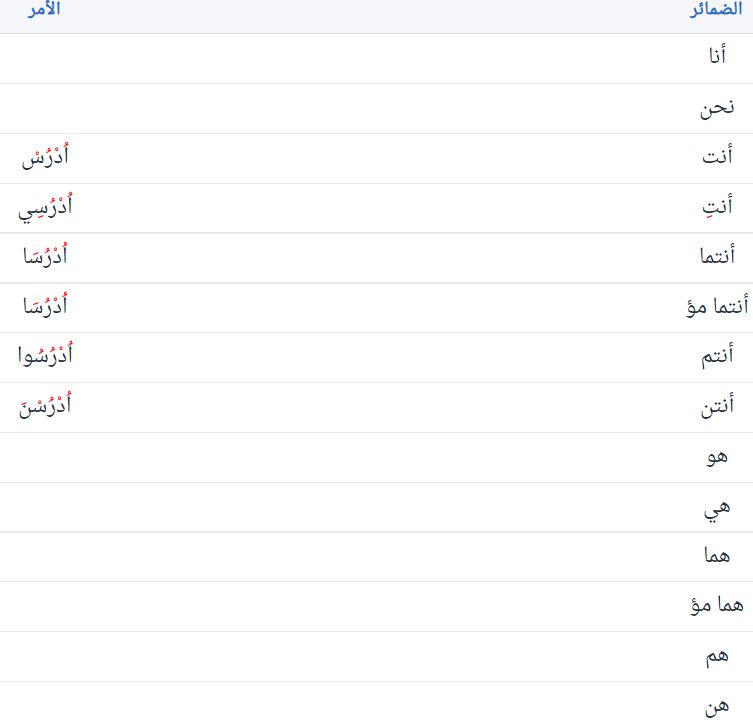 الضمائر الأمر
أنا
نحن
أنت اُدْرُسْ
أنتِ اُدْرُسِي
أنتما اُدْرُسَا
أنتما مؤ اُدْرُسَا
أنتم اُدْرُسُوا
أنتن اُدْرُسْنَ
هو
هي
هما
هما مؤ
هم
هن